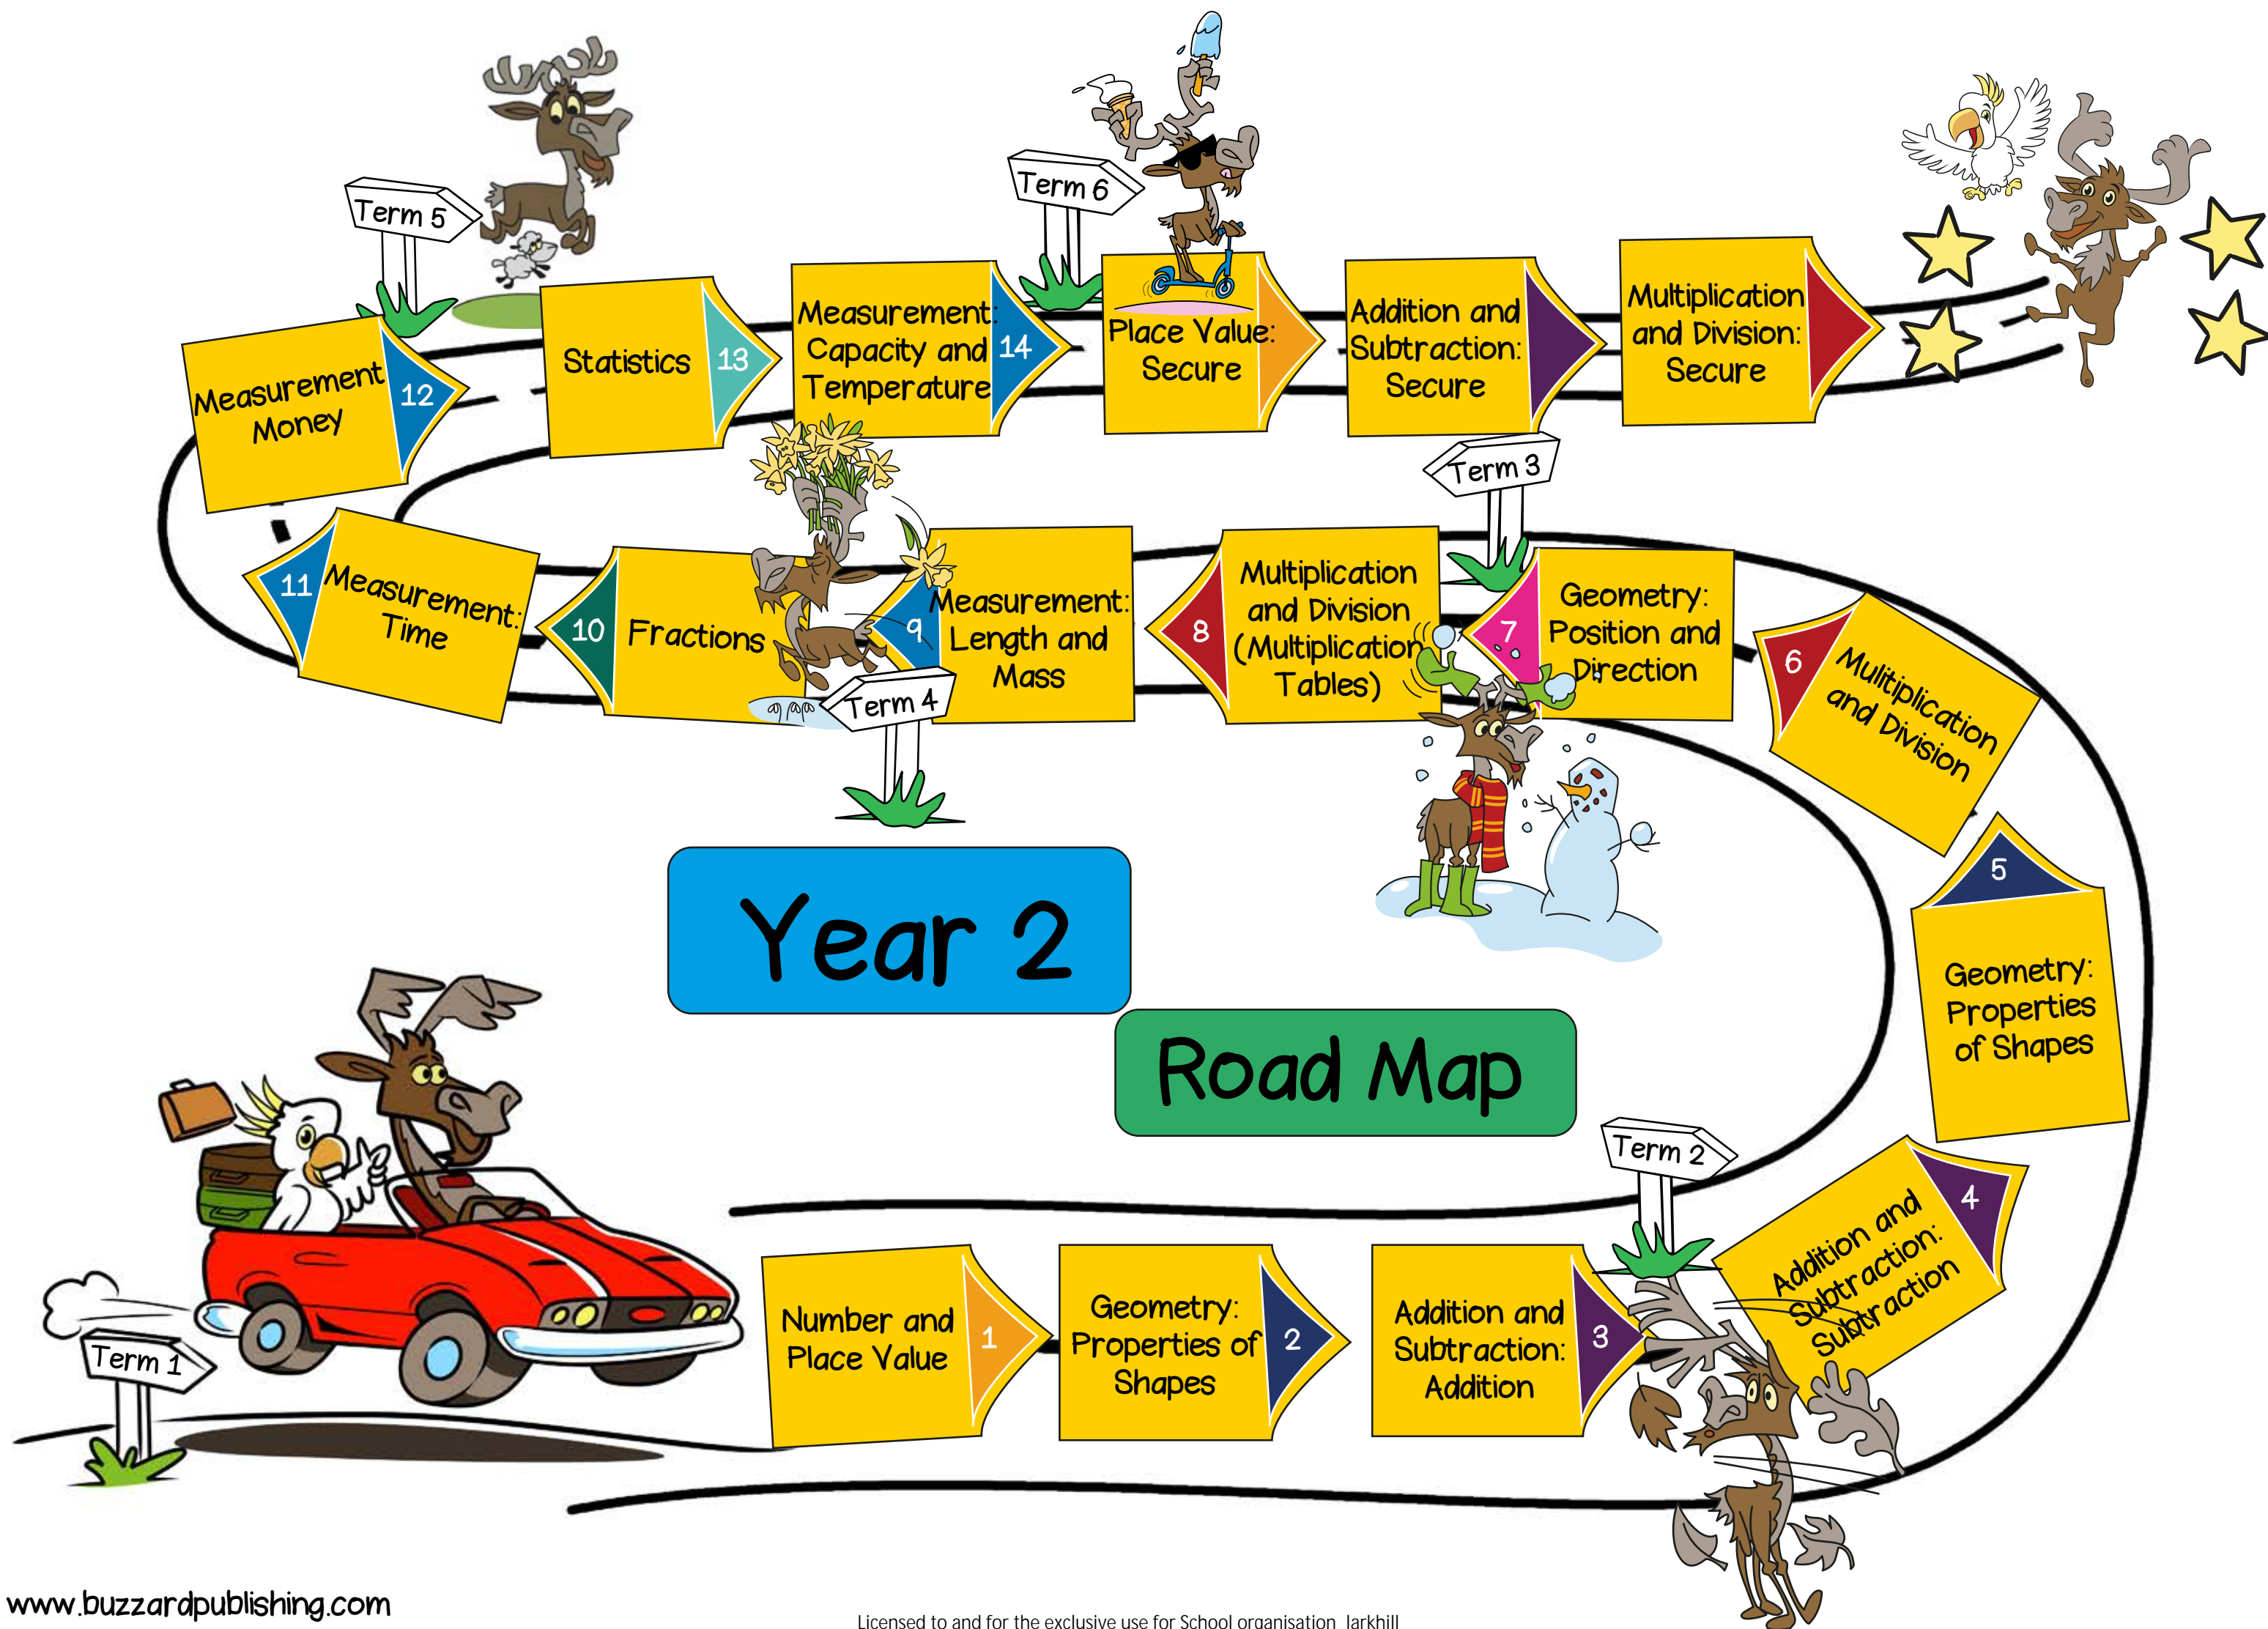 Term 5
Term 6
Measurement
Money
12
Statistics
13
Measurement:
Capacity and
Temperature
14
Place Value:
Secure
Addition and
Subtraction:
Secure
Multiplication
and Division:
Secure
Term 3
11
Measurement:
Time
10
Fractions
9
Measurement:
Length and
Mass
8
Multiplication
and Division
(Multiplication
Tables)
7
Geometry:
Position and
Direction
6
Mulitiplication
and Division
Term 4
5
Geometry:
Properties
of Shapes
Year 2
Road Map
Term 2
4
Addition and
Subtraction:
Subtraction
Term 1
Number and
Place Value
1
Geometry:
Properties of
Shapes
2
Addition and
Subtraction:
Addition
3
www.buzzardpublishing.com
Licensed to and for the exclusive use for School organisation larkhill